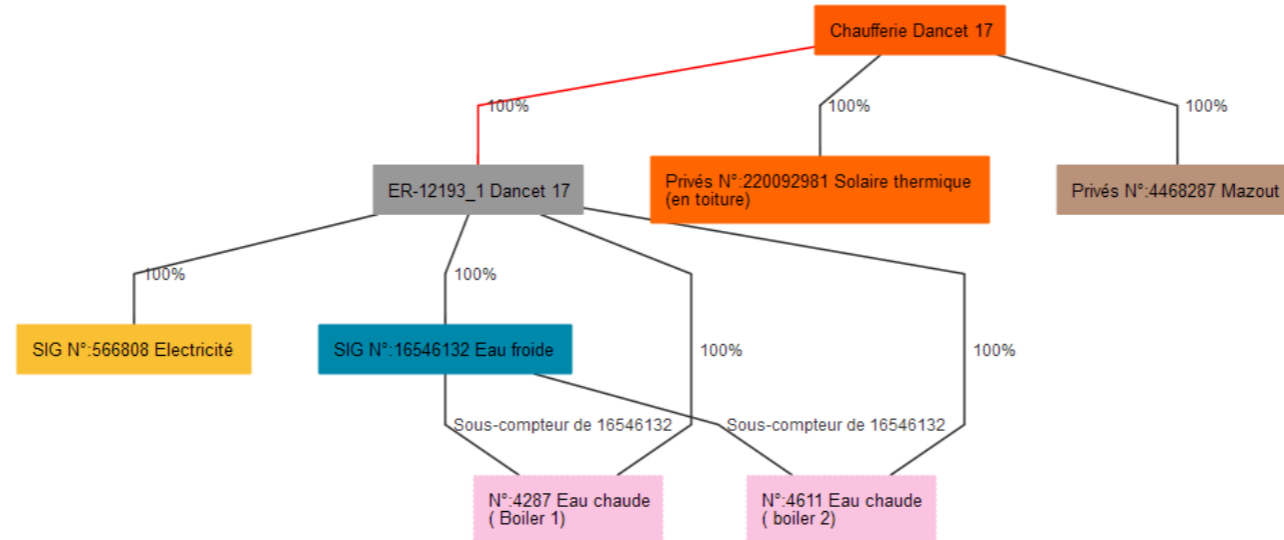 Chaufferie Dancet 17
100%
100%
100%
ER-12193_1 Dancet 17
Privés N°:220092981 Solaire thermique
(en toiture)
Privés N°:4468287 Mazout
100%
100%
SIG N°:566808 Electricité
SIG N°:16546132 Eau froide
100%
100%
Sous-compteur de 16546132
Sous-compteur de 16546132
N°:4287 Eau chaude
( Boiler 1)
N°:4611 Eau chaude
( boiler 2)